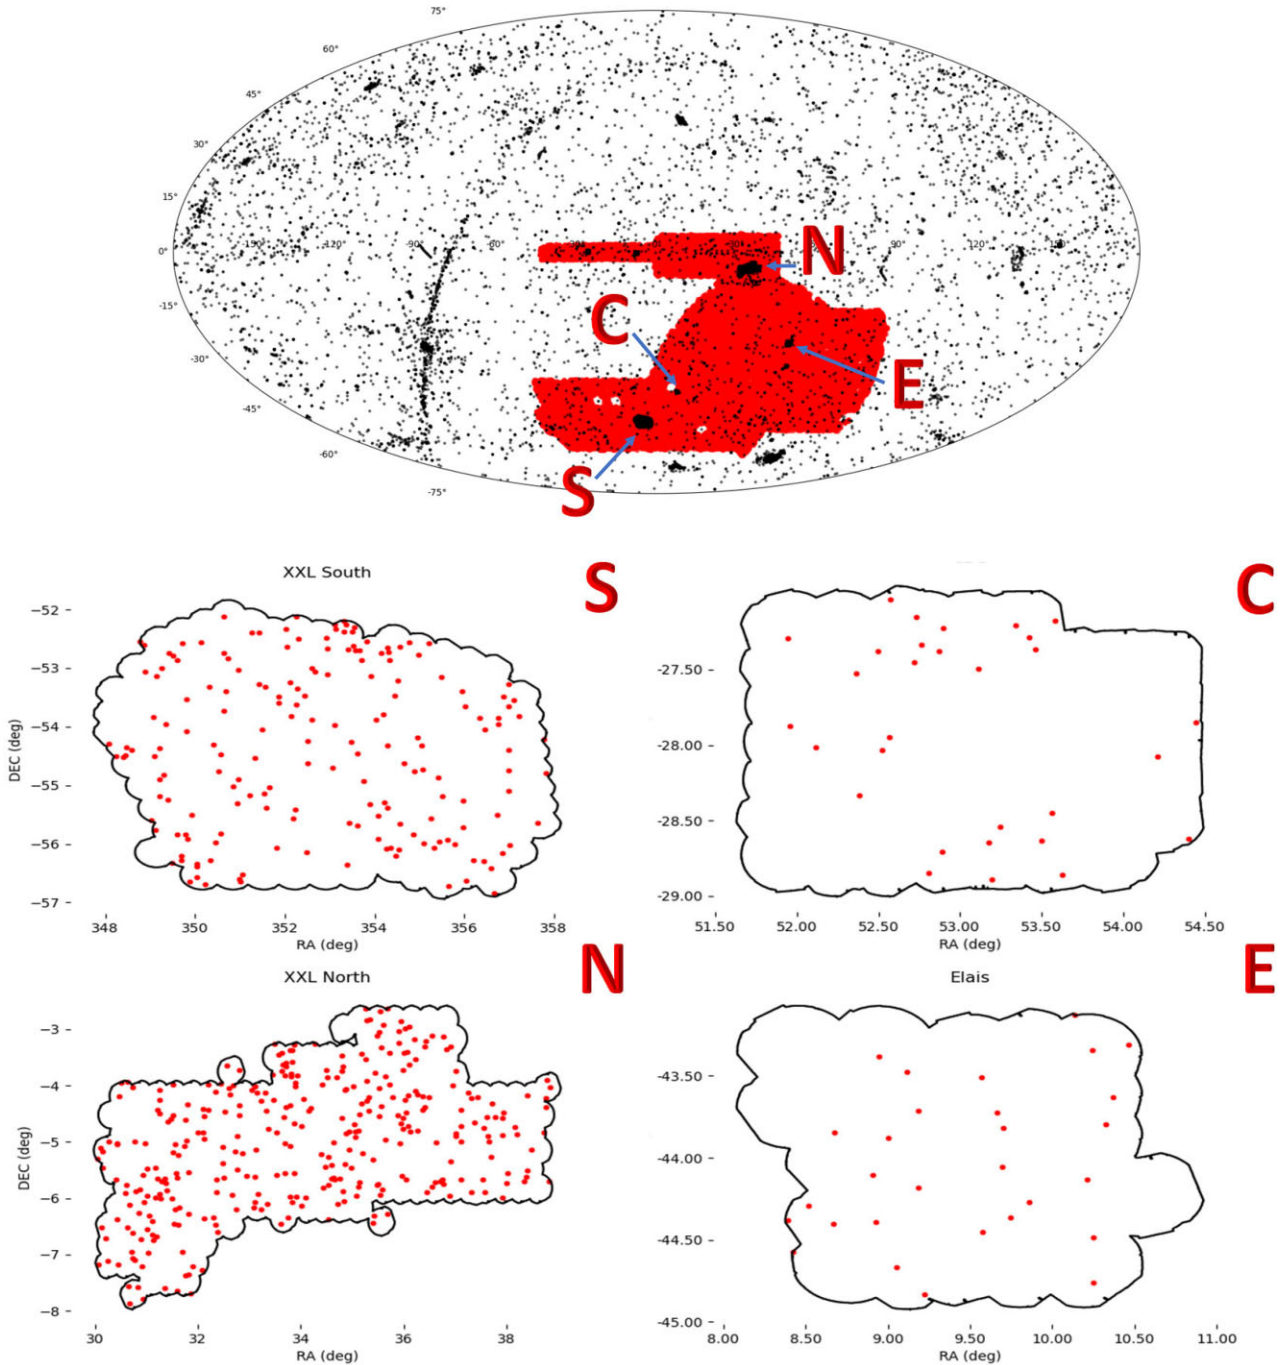 75°
60°
45°
30°
15°
0°
-150° -120° -90° -60° -30° 0° 30° 90° 120° 150°
-15°
-30°
-45°
-60°
-75°
N
C
E
S
XXL South
S
C
−52
−53
−54
−55
−56
−57
DEC (deg)
348 350 352 354 356 358
RA (deg)
-27.50
-28.00
-28.50
-29.00
51.50 52.00 52.50 53.00 53.50 54.00 54.50
RA (deg)
XXL North
N
Elais
E
−3
−4
−5
−6
−7
−8
DEC (deg)
30 32 34 36 38
RA (deg)
-43.50
-44.00
-44.50
-45.00
8.00 8.50 9.00 9.50 10.00 10.50 11.00
RA (deg)